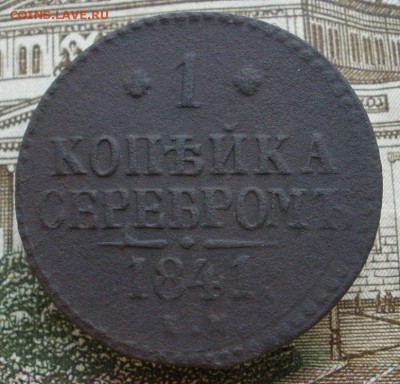 COINS.LAVE.RU
* 1 *
КОПѢЙКА
СЕРЕБРОМЪ
1841